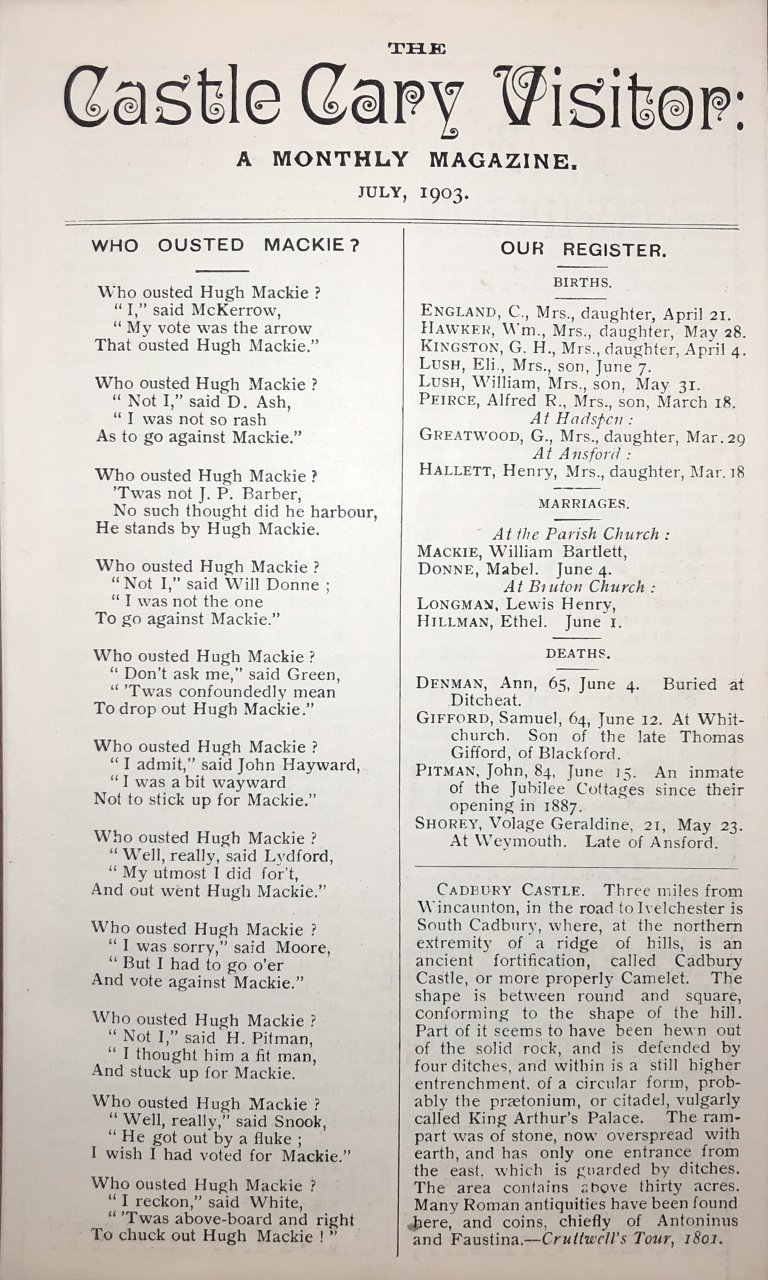 THE
Castle Cary Visitor:
A MONTHLY MAGAZINE.
JULY, 1903.
WHO OUSTED MACKIE?
Who ousted Hugh Mackie?
"I," said McKerrow,
"My vote was the arrow
That ousted Hugh Mackie."
Who ousted Hugh Mackie?
"Not I," said D. Ash,
"I was not so rash
As to go against Mackie."
Who ousted Hugh Mackie?
'Twas not J. P. Barber,
No such thought did he harbour,
He stands by Hugh Mackie.
Who ousted Hugh Mackie?
"Not I," said Will Donne;
"I was not the one
To go against Mackie."
Who ousted Hugh Mackie?
"Don't ask me," said Green,
"'Twas confoundedly mean
To drop out Hugh Mackie."
Who ousted Hugh Mackie?
"I admit," said John Hayward,
"I was a bit wayward
Not to stick up for Mackie."
Who ousted Hugh Mackie?
"Well, really, said Lydford,
"My utmost I did for't,
And out went Hugh Mackie."
Who ousted Hugh Mackie?
"I was sorry," said Moore,
"But I had to go o'er
And vote against Mackie."
Who ousted Hugh Mackie?
"Not I," said H. Pitman,
"I thought him a fit man,
And stuck up for Mackie.
Who ousted Hugh Mackie?
"Well, really," said Snook,
"He got out by a fluke;
I wish I had voted for Mackie."
Who ousted Hugh Mackie?
"I reckon," said White,
"'Twas above-board and right
To chuck out Hugh Mackie!"
OUR REGISTER.
BIRTHS.
ENGLAND, C., Mrs., daughter, April 21.
HAWKER, Wm., Mrs., daughter, May 28.
KINGSTON, G. H., Mrs., daughter, April 4.
LUSH, Eli., Mrs., son, June 7.
LUSH, William, Mrs., son, May 31.
PEIRCE, Alfred R., Mrs., son, March 18.
At Hadspen:
GREATWOOD, G., Mrs., daughter, Mar. 29
At Ansford:
HALLETT, Henry, Mrs., daughter, Mar. 18
MARRIAGES.
At the Parish Church:
MACKIE, William Bartlett,
DONNE, Mabel. June 4.
At Bruton Church:
LONGMAN, Lewis Henry,
HILLMAN, Ethel. June 1.
DEATHS.
DENMAN, Ann, 65, June 4. Buried at
Ditcheat.
GIFFORD, Samuel, 64, June 12. At Whit-
church. Son of the late Thomas
Gifford, of Blackford.
PITMAN, John, 84, June 15. An inmate
of the Jubilee Cottages since their
opening in 1887.
SHOREY, Volage Geraldine, 21, May 23.
At Weymouth. Late of Ansford.
CADBURY CASTLE. Three miles from
Wincaunton, in the road to Ivelchester is
South Cadbury, where, at the northern
extremity of a ridge of hills, is an
ancient fortification, called Cadbury
Castle, or more properly Camelet. The
shape is between round and square,
conforming to the shape of the hill.
Part of it seems to have been hewn out
of the solid rock, and is defended by
four ditches, and within is a still higher
entrenchment, of a circular form, prob-
ably the prætonium, or citadel, vulgarly
called King Arthur's Palace. The ram-
part was of stone, now overspread with
earth, and has only one entrance from
the east, which is guarded by ditches.
The area contains above thirty acres.
Many Roman antiquities have been found
here, and coins, chiefly of Antoninus
and Faustina.—Cruttwell's Tour, 1801.